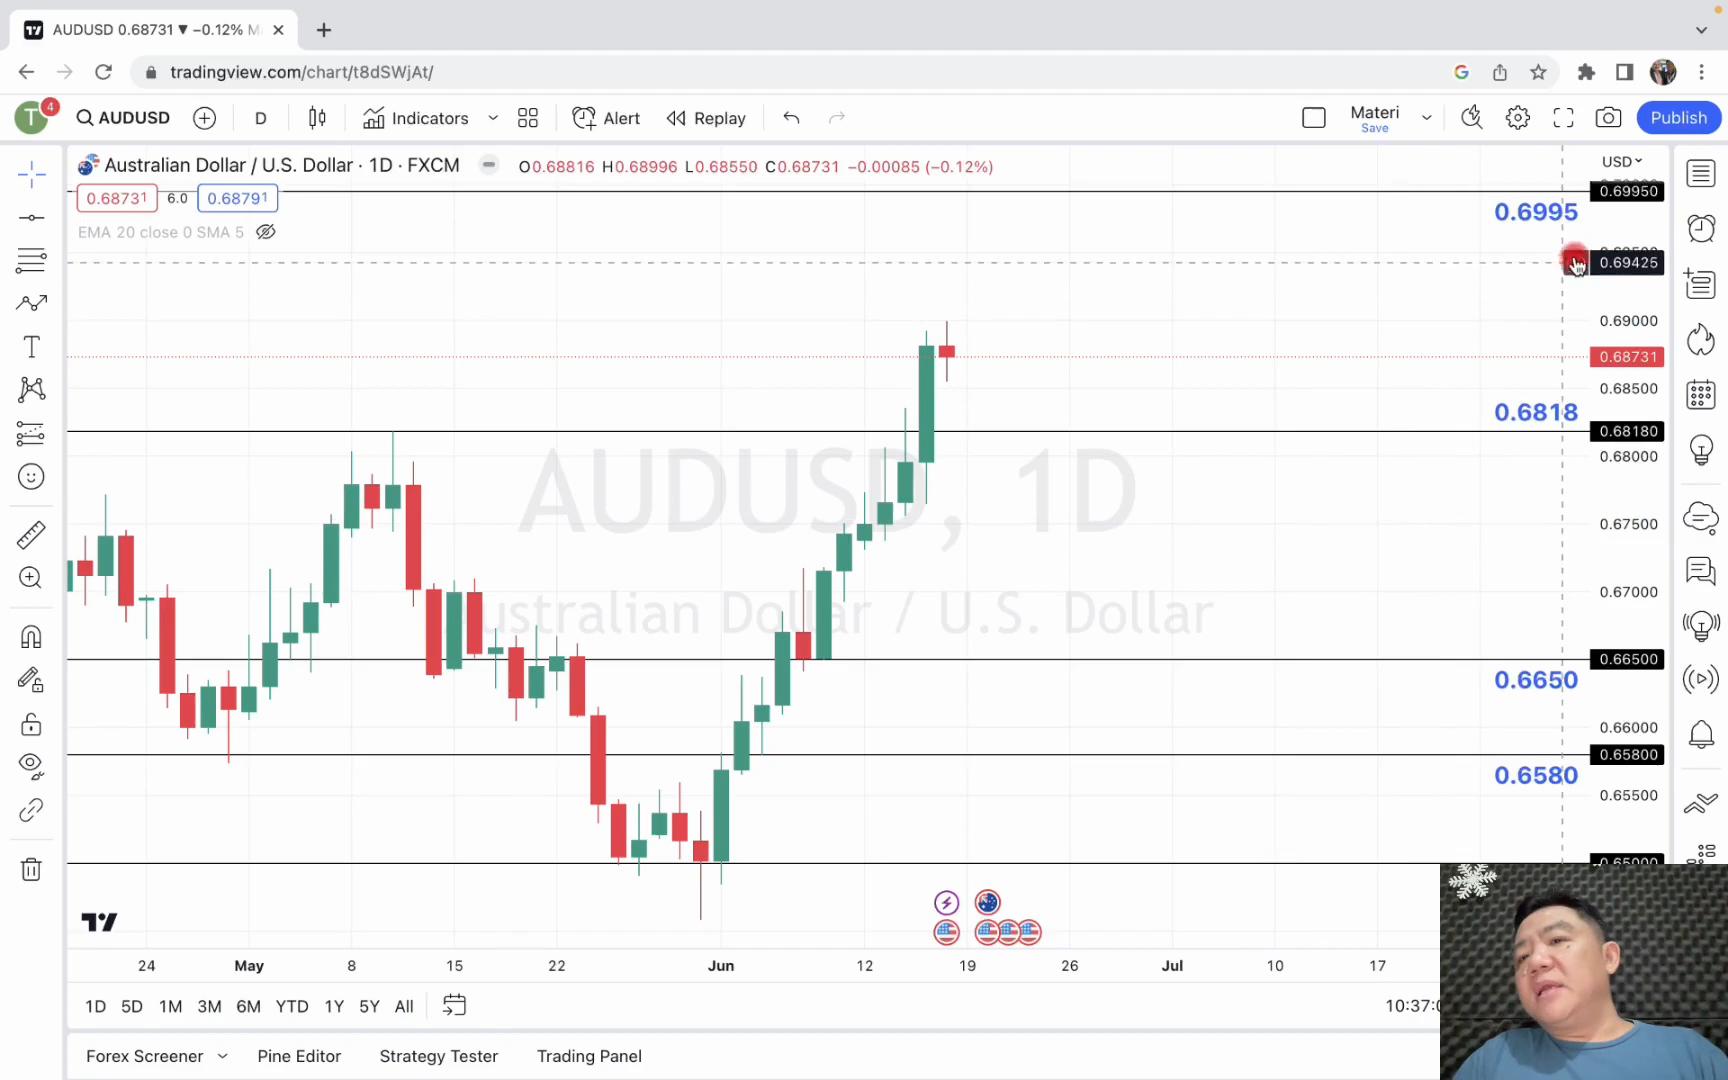 AUDUSD 0.68731 ▼ −0.12% M
tradingview.com/chart/t8dSWjAt/
T 4 AUDUSD D Indicators Alert Replay Materi Save Publish
Australian Dollar / U.S. Dollar · 1D · FXCM O0.68816 H0.68996 L0.68550 C0.68731 −0.00085 (−0.12%)
USD
0.68731 6.0 0.68791
EMA 20 close 0 SMA 5
0.69950
0.6995
0.69425
0.69000
0.68731
0.68500
0.6818
0.68180
0.68000
AUDUSD, 1D
0.67500
Australian Dollar / U.S. Dollar
0.67000
0.66500
0.6650
0.66000
0.65800
0.6580
0.65500
0.65000
24 May 8 15 22 Jun 12 19 26 Jul 10 17
1D 5D 1M 3M 6M YTD 1Y 5Y All
10:37:0
Forex Screener Pine Editor Strategy Tester Trading Panel